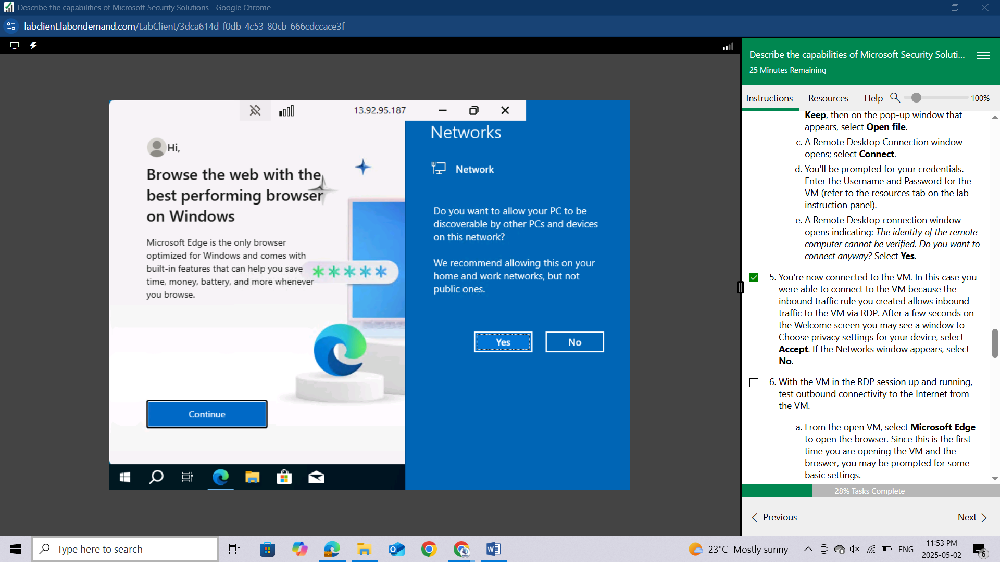 Describe the capabilities of Microsoft Security Solutions - Google Chrome
labclient.labondemand.com/LabClient/3dca614d-f0db-4c53-80cb-666cdccace3f
13.92.95.187
Hi,
Browse the web with the
best performing browser
on Windows
Microsoft Edge is the only browser
optimized for Windows and comes with
built-in features that can help you save
time, money, battery, and more whenever
you browse.
Continue
Networks
Network
Do you want to allow your PC to be
discoverable by other PCs and devices
on this network?
We recommend allowing this on your
home and work networks, but not
public ones.
Yes No
Describe the capabilities of Microsoft Security Soluti...
25 Minutes Remaining
Instructions Resources Help 100%
Keep, then on the pop-up window that
appears, select Open file.
c. A Remote Desktop Connection window
opens; select Connect.
d. You'll be prompted for your credentials.
Enter the Username and Password for the
VM (refer to the resources tab on the lab
instruction panel).
e. A Remote Desktop connection window
opens indicating: The identity of the remote
computer cannot be verified. Do you want to
connect anyway? Select Yes.
5. You're now connected to the VM. In this case you
were able to connect to the VM because the
inbound traffic rule you created allows inbound
traffic to the VM via RDP. After a few seconds on
the Welcome screen you may see a window to
Choose privacy settings for your device, select
Accept. If the Networks window appears, select
No.
6. With the VM in the RDP session up and running,
test outbound connectivity to the Internet from
the VM.
a. From the open VM, select Microsoft Edge
to open the browser. Since this is the first
time you are opening the VM and the
broswer, you may be prompted for some
basic settings.
28% Tasks Complete
Previous Next
Type here to search
23°C Mostly sunny
ENG
11:53 PM
2025-05-02
6